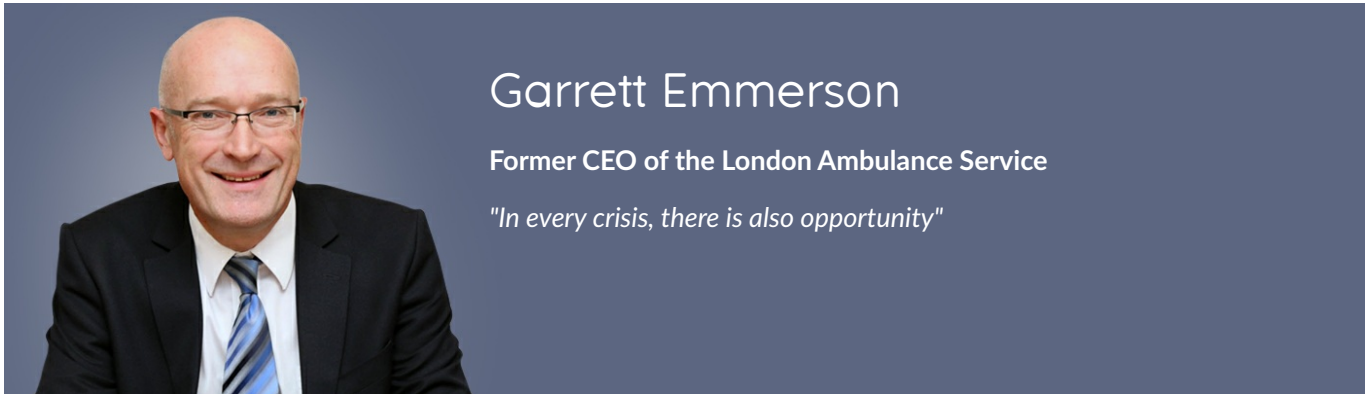 Garrett Emmerson
Former CEO of the London Ambulance Service
"In every crisis, there is also opportunity"